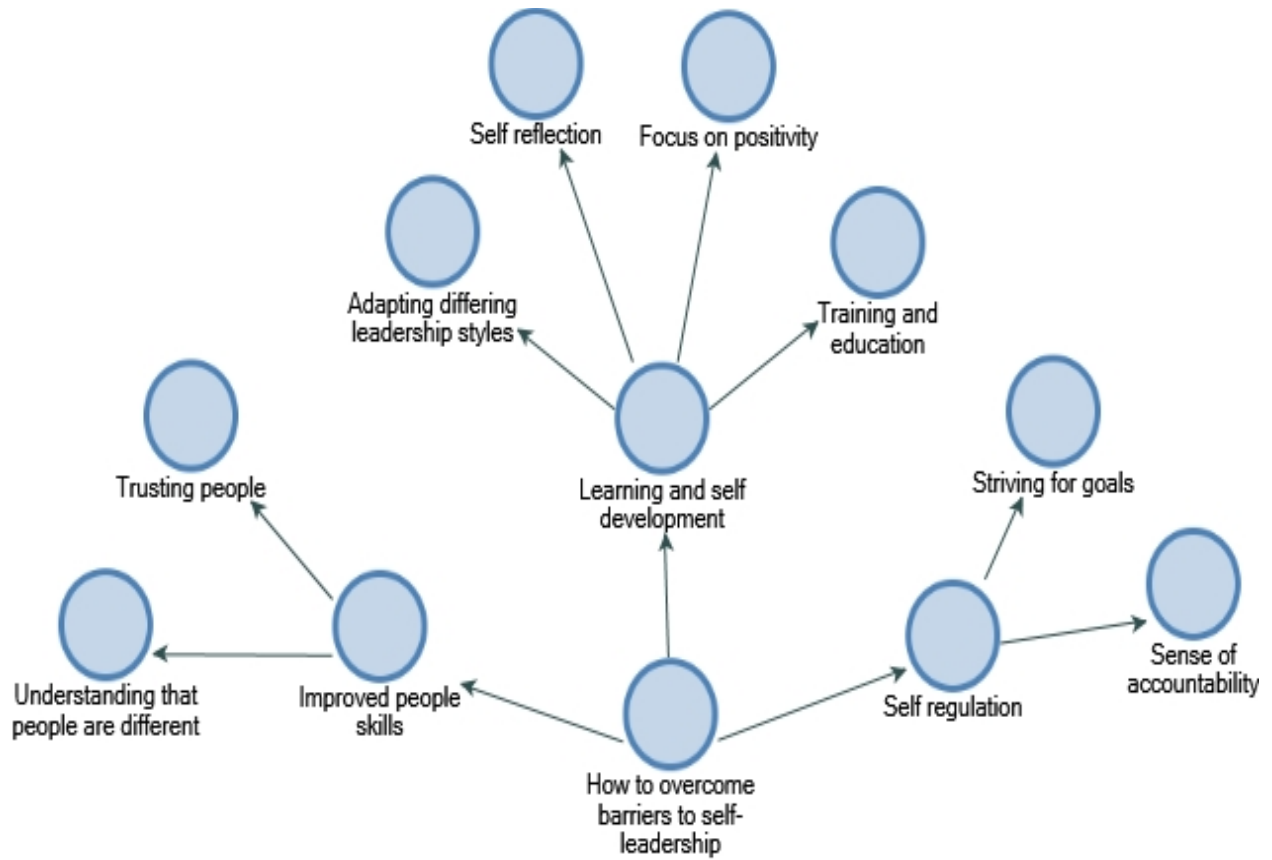 Self reflection
Focus on positivity
Adapting differing
leadership styles
Training and
education
Trusting people
Learning and self
development
Striving for goals
Understanding that
people are different
Improved people
skills
Self regulation
Sense of
accountability
How to overcome
barriers to self-
leadership